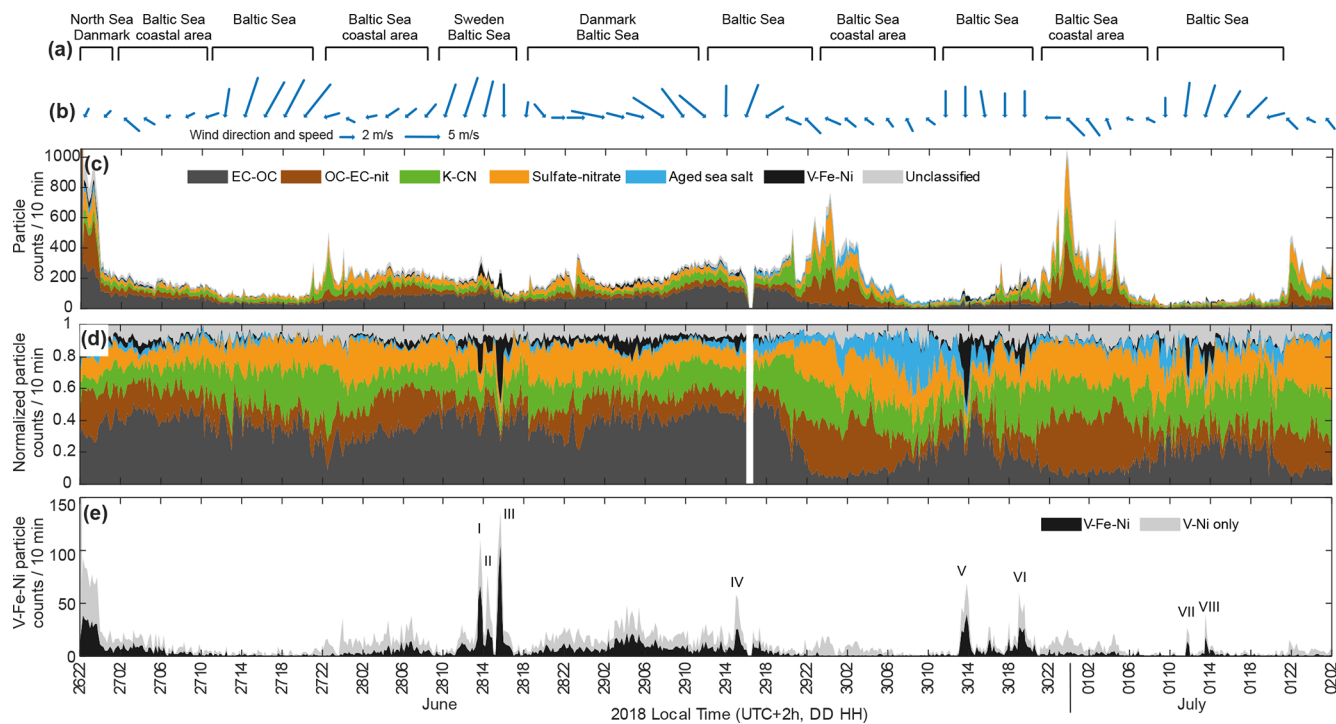 North Sea Baltic Sea Baltic Sea Baltic Sea Sweden Danmark Baltic Sea Baltic Sea Baltic Sea Baltic Sea Baltic Sea
Danmark coastal area coastal area Baltic Sea Baltic Sea coastal area coastal area
(a)
(b)
Wind direction and speed 2 m/s 5 m/s
(c)
EC-OC OC-EC-nit K-CN Sulfate-nitrate Aged sea salt V-Fe-Ni Unclassified
Particle
counts / 10 min
1000
800
600
400
200
0
(d)
Normalized particle
counts / 10 min
1
0.8
0.6
0.4
0.2
0
(e)
V-Fe-Ni particle
counts / 10 min
150
100
50
0
I
II
III
IV
V
VI
VII
VIII
V-Fe-Ni V-Ni only
2622 2702 2706 2710 2714 2718 2722 2802 2806 2810 2814 2818 2822 2902 2906 2910 2914 2918 2922 3002 3006 3010 3014 3018 3022 0102 0106 0110 0114 0118 0122 0202
June July
2018 Local Time (UTC+2h, DD HH)